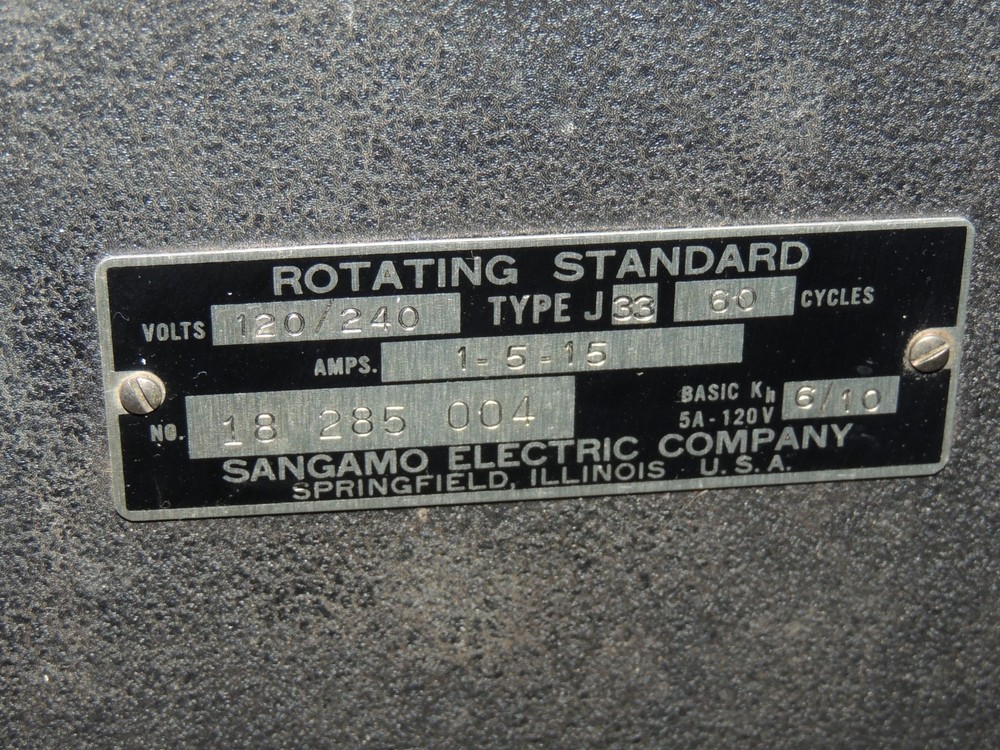 ROTATING STANDARD
VOLTS 120/240 TYPE J 33 60 CYCLES
AMPS. 1-5-15
NO. 18 285 004 BASIC Kh 5A-120V 6/10
SANGAMO ELECTRIC COMPANY
SPRINGFIELD, ILLINOIS U.S.A.